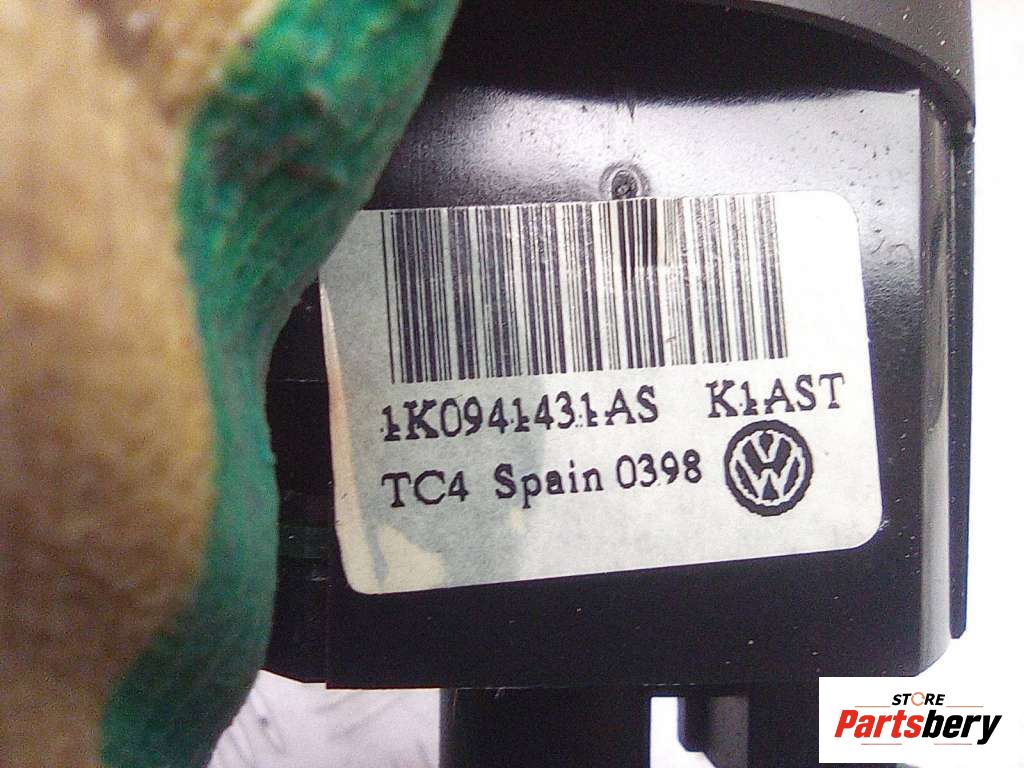 1K0941431AS K1AST
TC4 Spain 0398
STORE
Partsbery